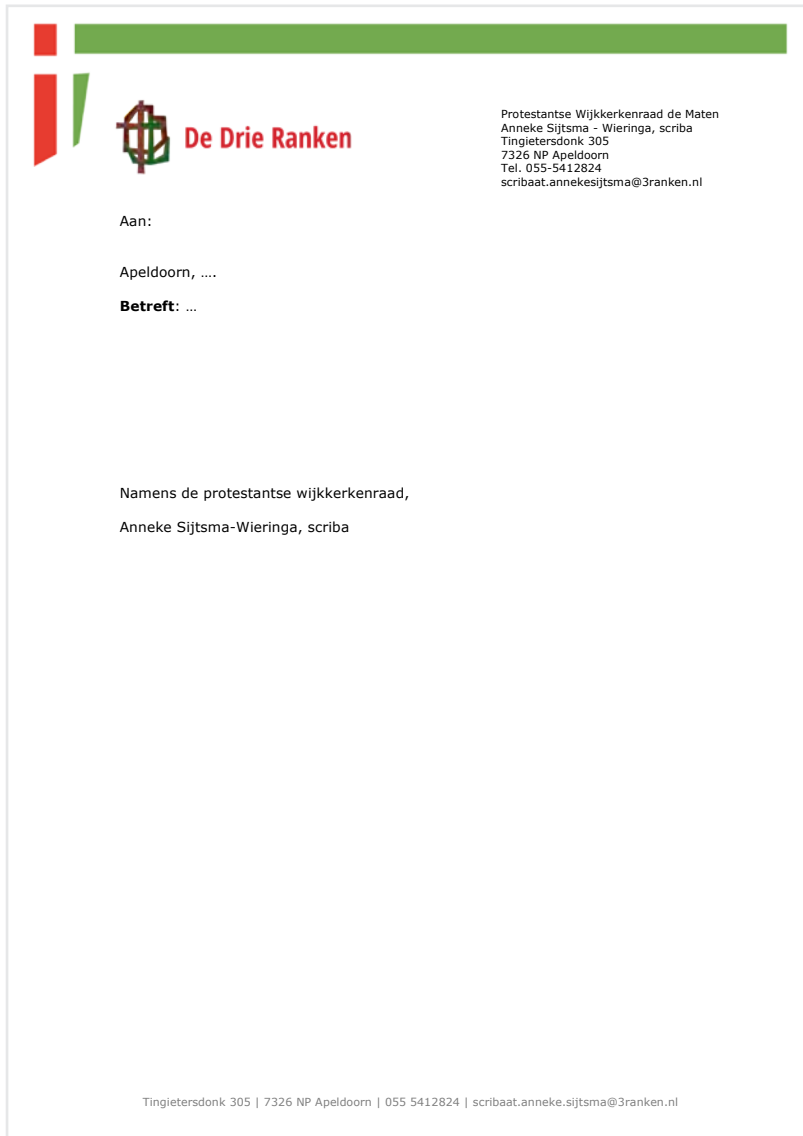 De Drie Ranken
Protestantse Wijkkerkenraad de Maten
Anneke Sijtsma - Wieringa, scriba
Tingietersdonk 305
7326 NP Apeldoorn
Tel. 055-5412824
scribaat.annekesijtsma@3ranken.nl
Aan:
Apeldoorn, ….
Betreft: …
Namens de protestantse wijkkerkenraad,
Anneke Sijtsma-Wieringa, scriba
Tingietersdonk 305 | 7326 NP Apeldoorn | 055 5412824 | scribaat.anneke.sijtsma@3ranken.nl